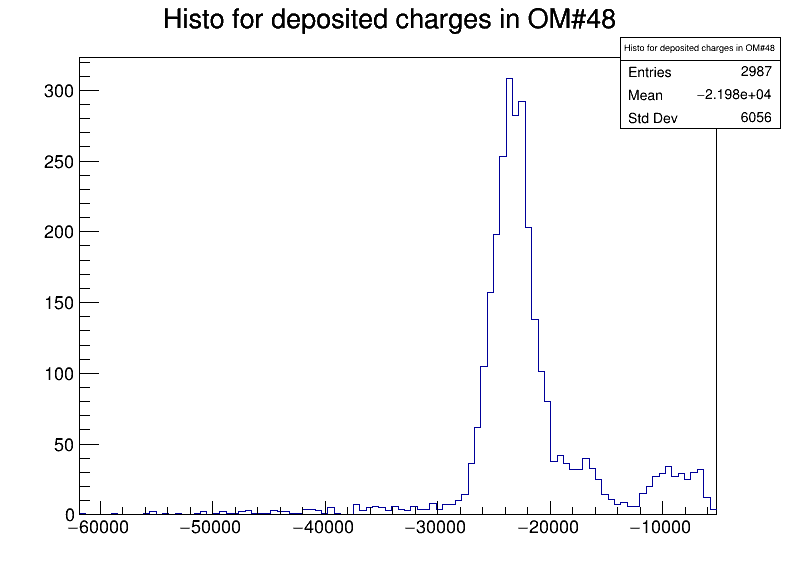 Histo for deposited charges in OM#48
Histo for deposited charges in OM#48
Entries 2987
Mean −2.198e+04
Std Dev 6056
300
250
200
150
100
50
0
−60000 −50000 −40000 −30000 −20000 −10000